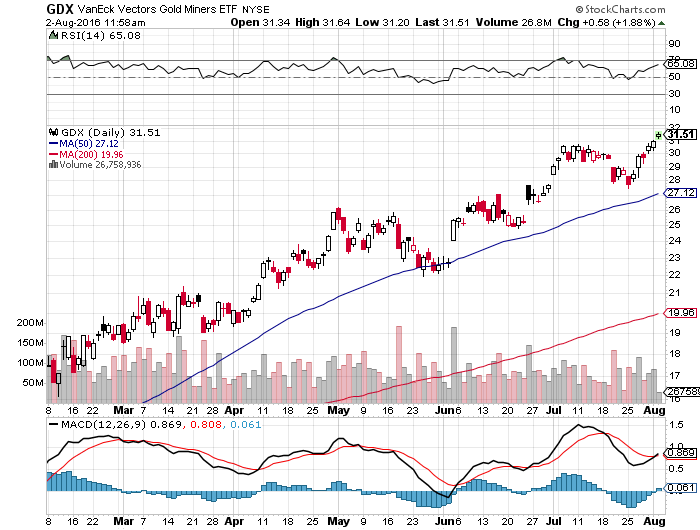 GDX VanEck Vectors Gold Miners ETF NYSE © StockCharts.com
2-Aug-2016 11:58am Open 31.34 High 31.64 Low 31.20 Last 31.51 Volume 26.8M Chg +0.58 (+1.88%)
RSI(14) 65.08
90
70
65.08
50
30
10
GDX (Daily) 31.51
MA(50) 27.12
MA(200) 19.96
Volume 26,758,936
32
31.51
30
29
28
27.12
26
25
24
23
22
21
19.96
19
18
17
16
200M
150M
100M
50M
267589
8 16 22 Mar 7 14 21 28 Apr 11 18 25 May 9 16 23 Jun 6 13 20 27 Jul 11 18 25 Aug
MACD(12,26,9) 0.869, 0.808, 0.061
1.5
1.0
0.869
0.5
0.061
8 16 22 Mar 7 14 21 28 Apr 11 18 25 May 9 16 23 Jun 6 13 20 27 Jul 11 18 25 Aug